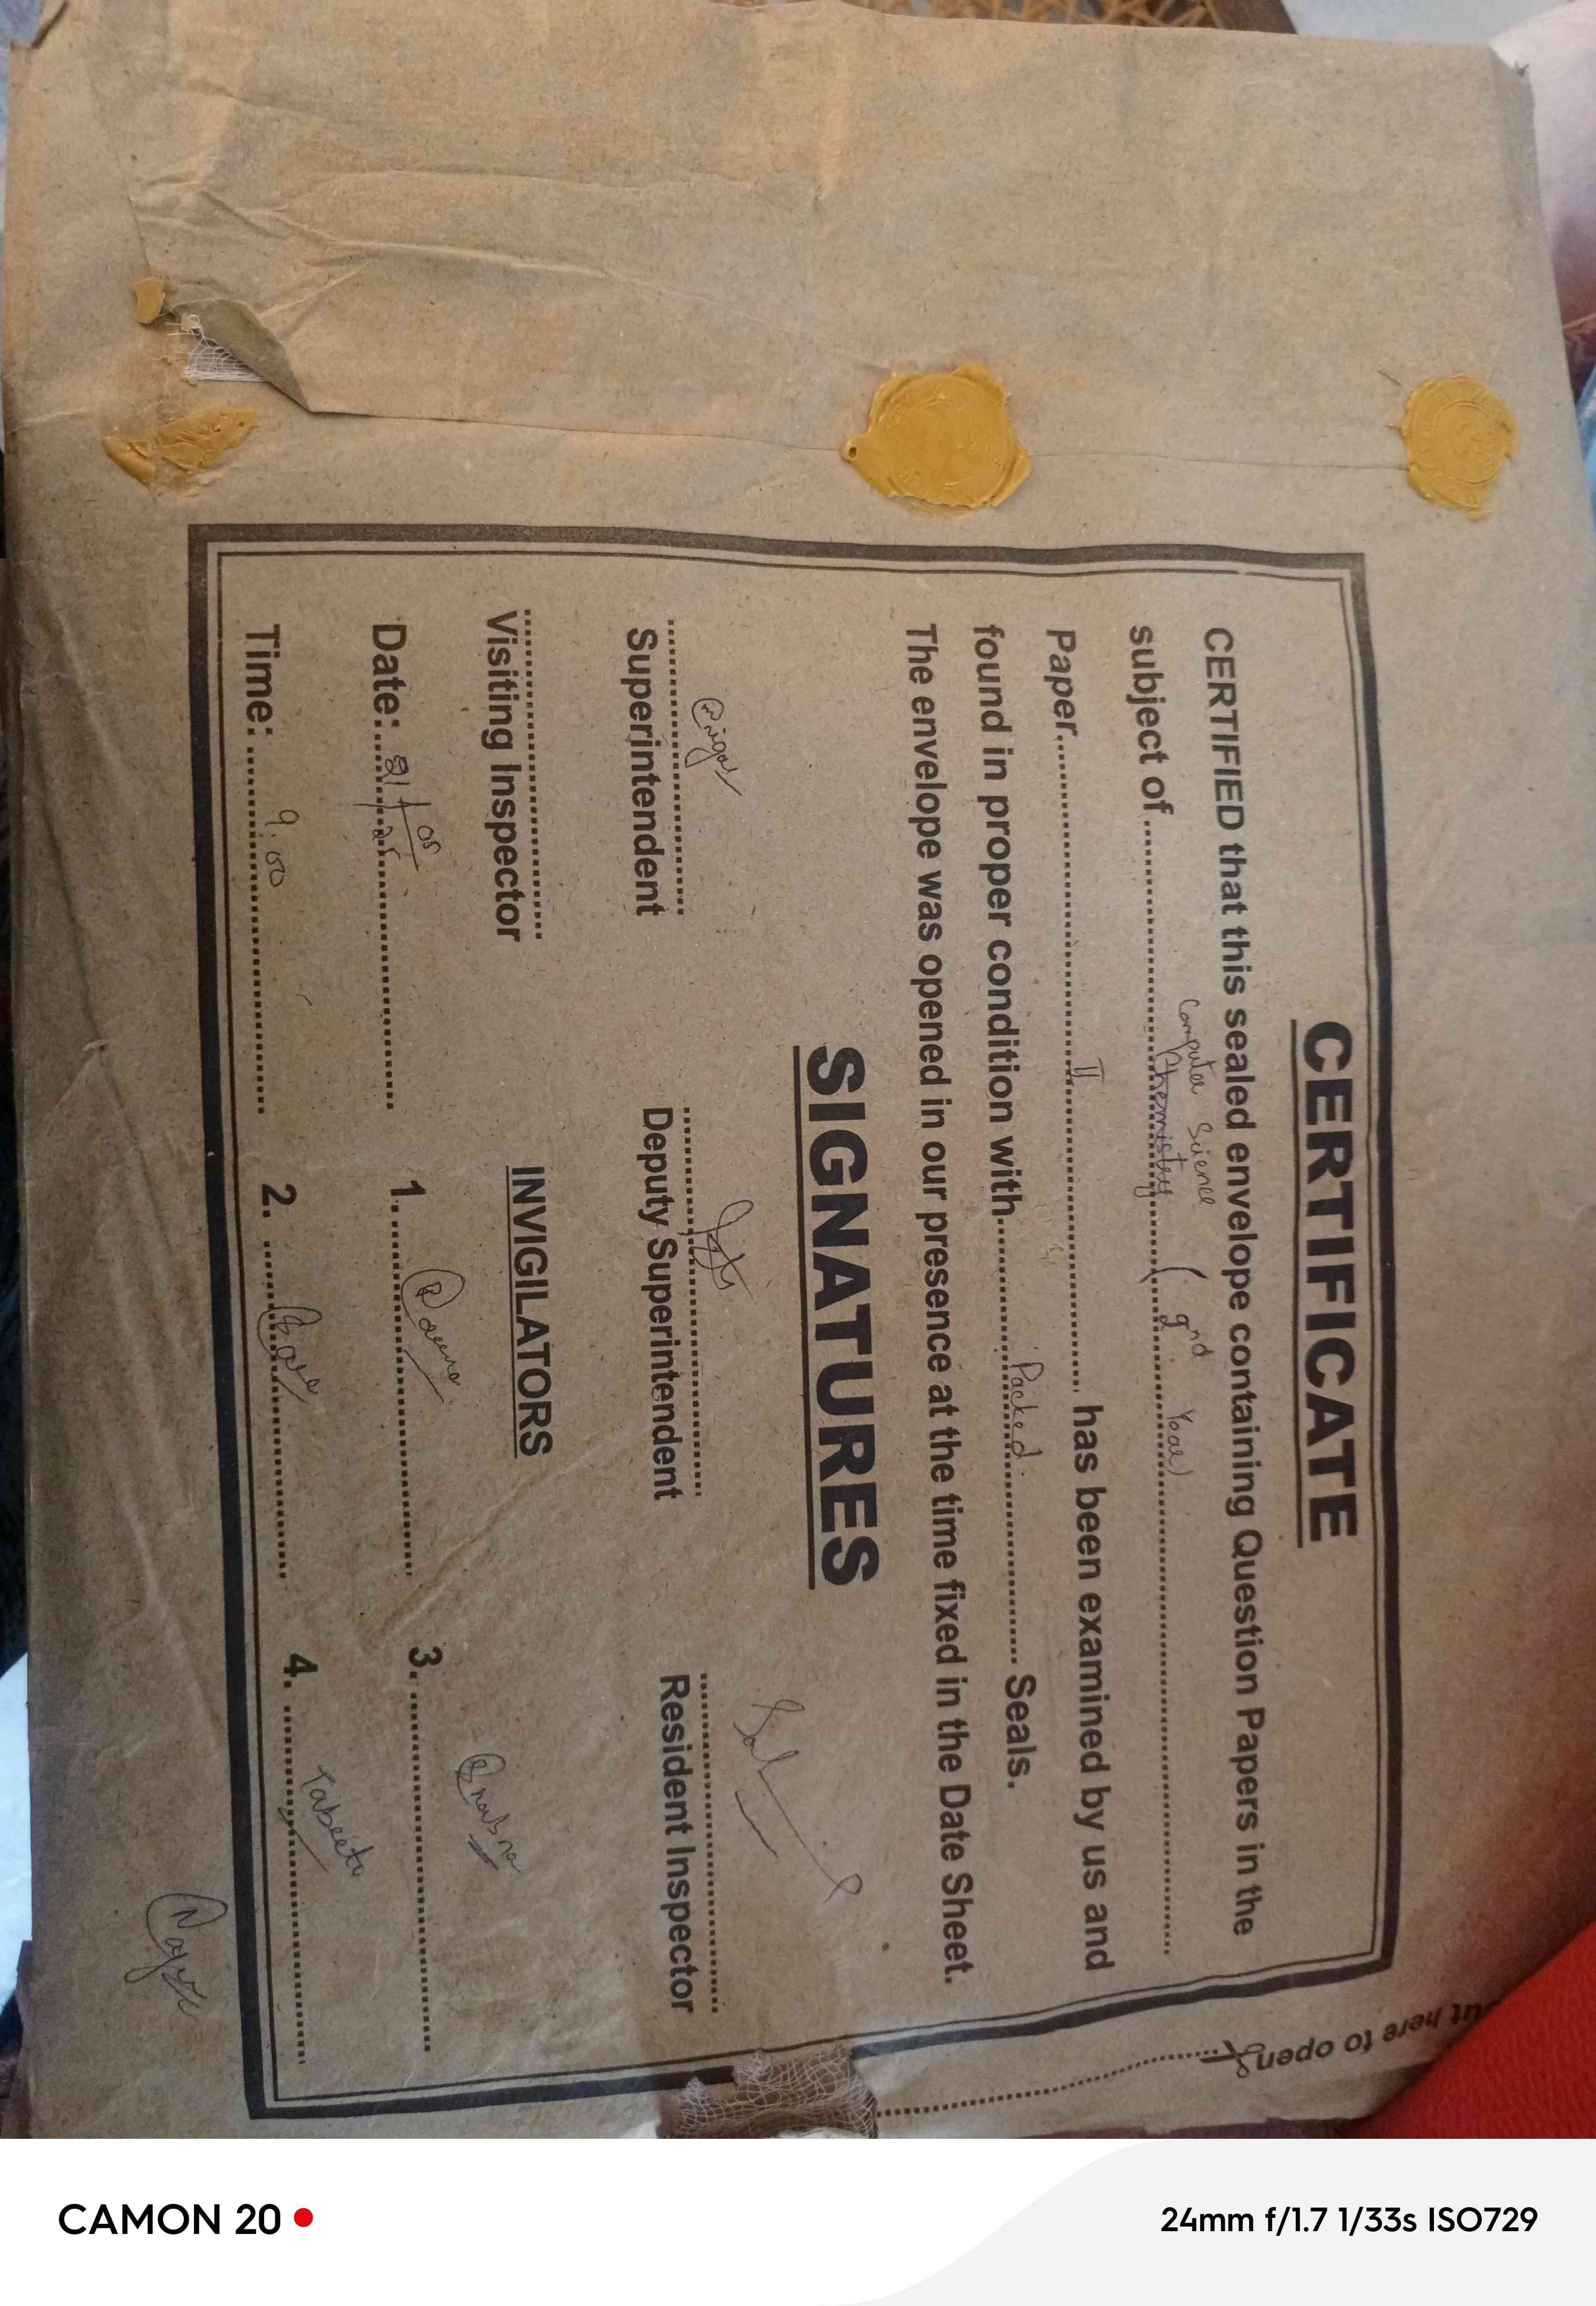 CERTIFICATE
CERTIFIED that this sealed envelope containing Question Papers in the
Computer Science
subject of Chemistry (2nd Year)
Paper II has been examined by us and
found in proper condition with Packed Seals.
The envelope was opened in our presence at the time fixed in the Date Sheet.
SIGNATURES
Superintendent Deputy Superintendent Resident Inspector
Visiting Inspector
INVIGILATORS
Date: 21/05/25 1. 3.
Time: 9.00 2. 4.
ut here to open
CAMON 20
24mm f/1.7 1/33s ISO729